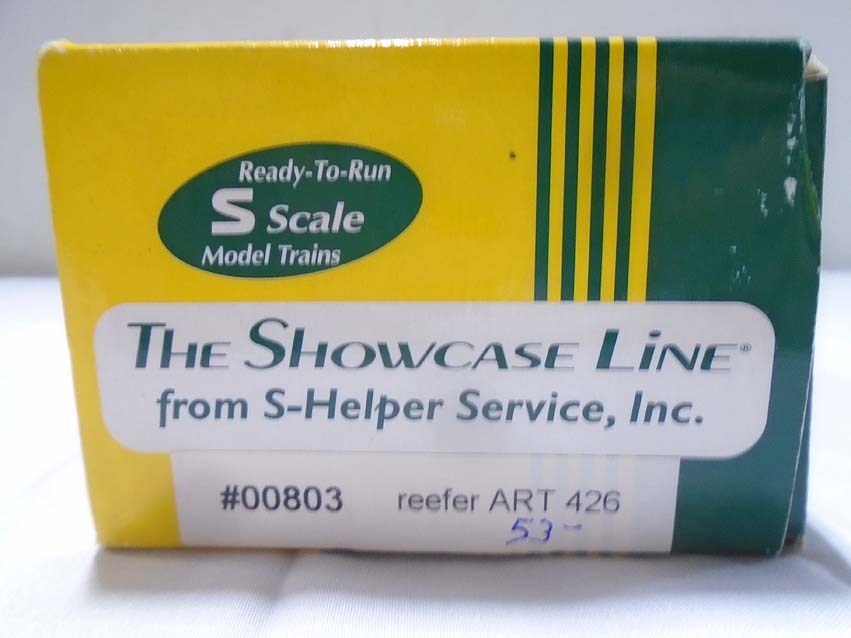 Ready-To-Run
S Scale
Model Trains
THE SHOWCASE LiNE®
from S-Helper Service, Inc.
#00803 reefer ART 426
53-